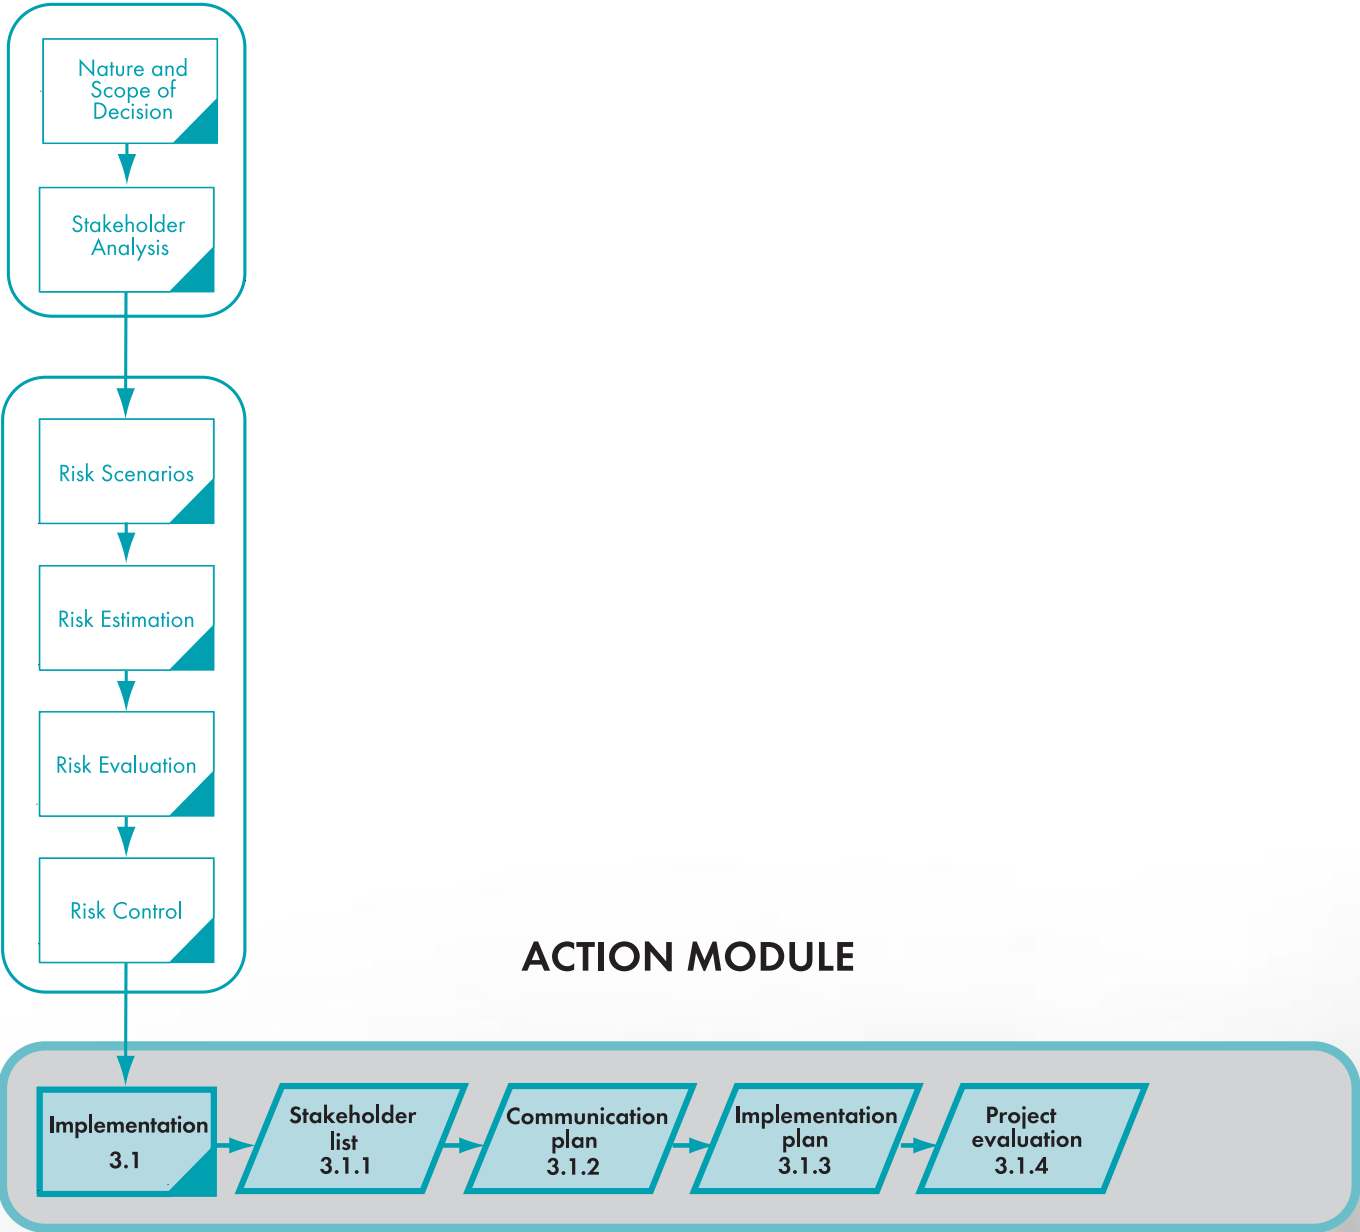 Nature and
Scope of
Decision
Stakeholder
Analysis
Risk Scenarios
Risk Estimation
Risk Evaluation
Risk Control
ACTION MODULE
Implementation
3.1
Stakeholder
list
3.1.1
Communication
plan
3.1.2
Implementation
plan
3.1.3
Project
evaluation
3.1.4